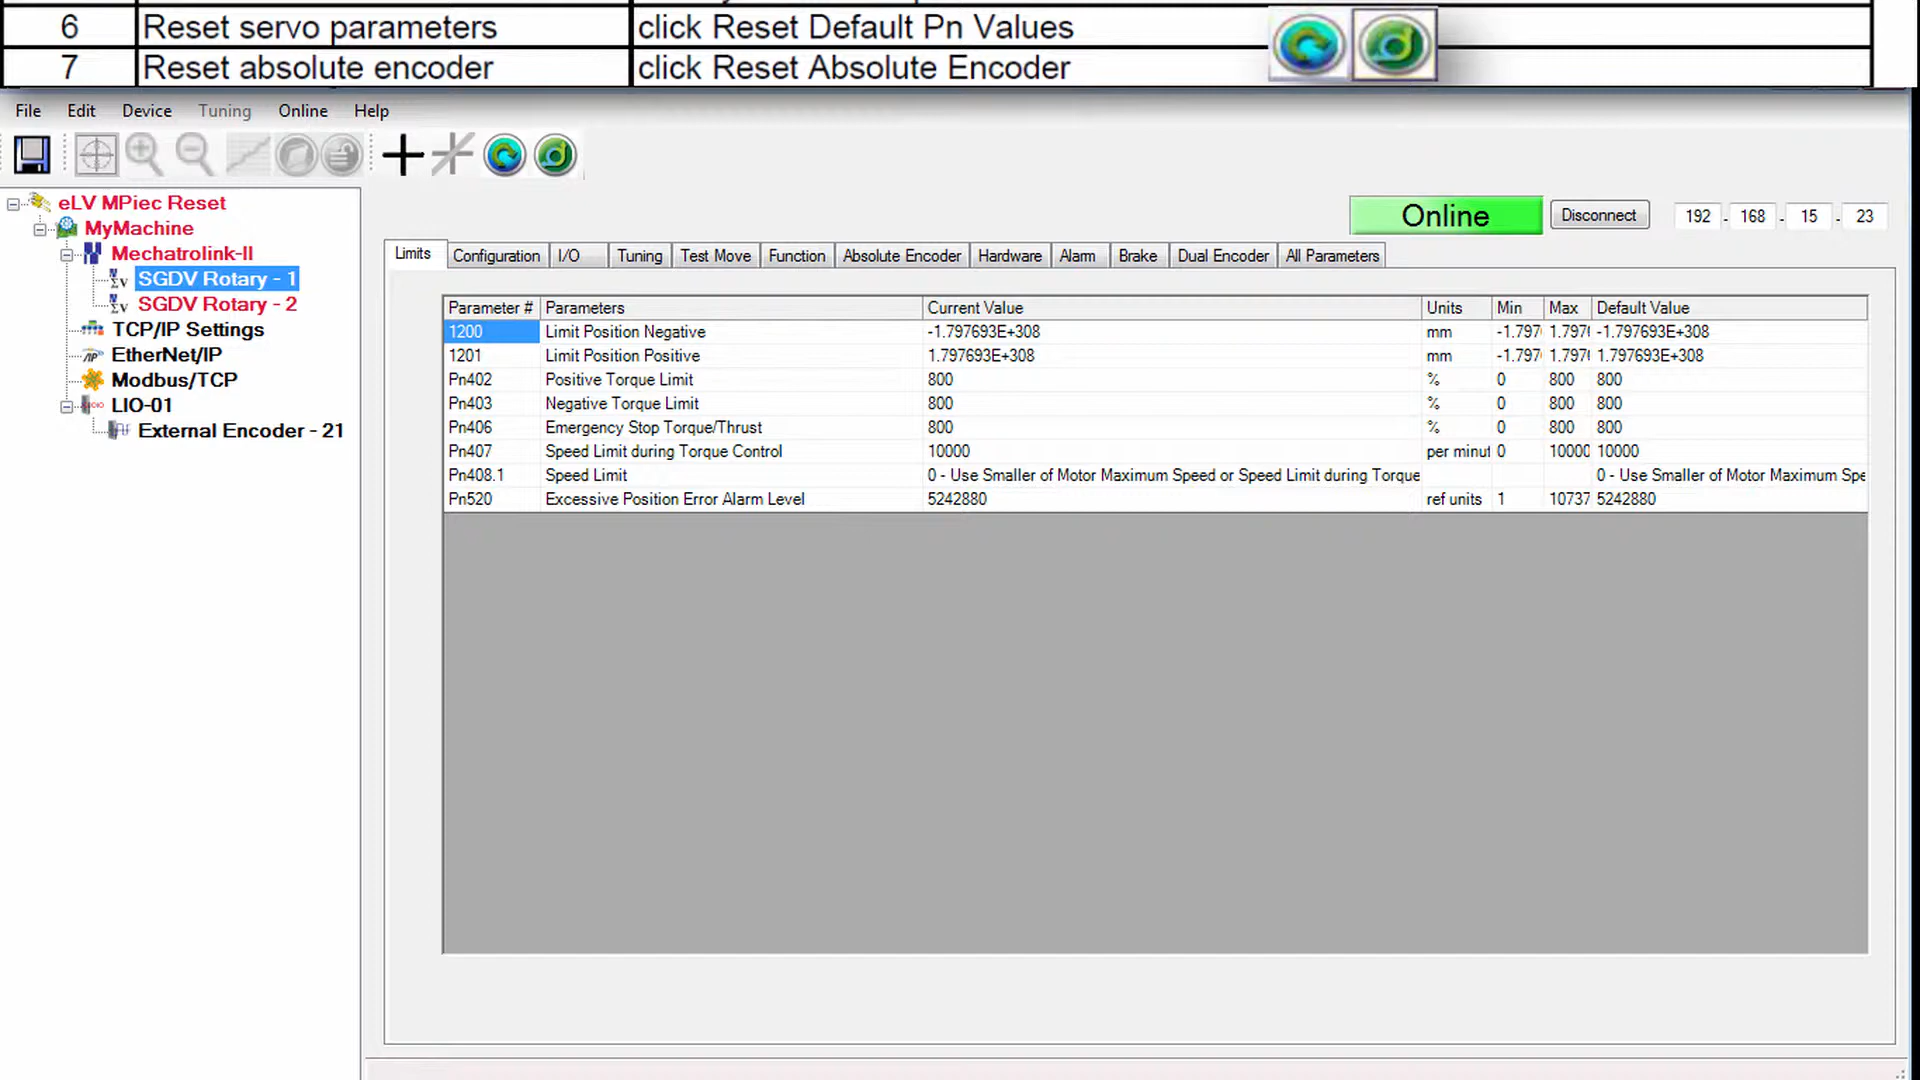 6 Reset servo parameters click Reset Default Pn Values
7 Reset absolute encoder click Reset Absolute Encoder
File Edit Device Tuning Online Help
eLV MPiec Reset
MyMachine
Mechatrolink-II
SGDV Rotary - 1
SGDV Rotary - 2
TCP/IP Settings
EtherNet/IP
Modbus/TCP
LIO-01
External Encoder - 21
Online Disconnect 192 . 168 . 15 . 23
Limits Configuration I/O Tuning Test Move Function Absolute Encoder Hardware Alarm Brake Dual Encoder All Parameters
Parameter # Parameters Current Value Units Min Max Default Value
1200 Limit Position Negative -1.797693E+308 mm -1.797 1.797 -1.797693E+308
1201 Limit Position Positive 1.797693E+308 mm -1.797 1.797 1.797693E+308
Pn402 Positive Torque Limit 800 % 0 800 800
Pn403 Negative Torque Limit 800 % 0 800 800
Pn406 Emergency Stop Torque/Thrust 800 % 0 800 800
Pn407 Speed Limit during Torque Control 10000 per minut 0 10000 10000
Pn408.1 Speed Limit 0 - Use Smaller of Motor Maximum Speed or Speed Limit during Torque 0 - Use Smaller of Motor Maximum Spe
Pn520 Excessive Position Error Alarm Level 5242880 ref units 1 10737 5242880